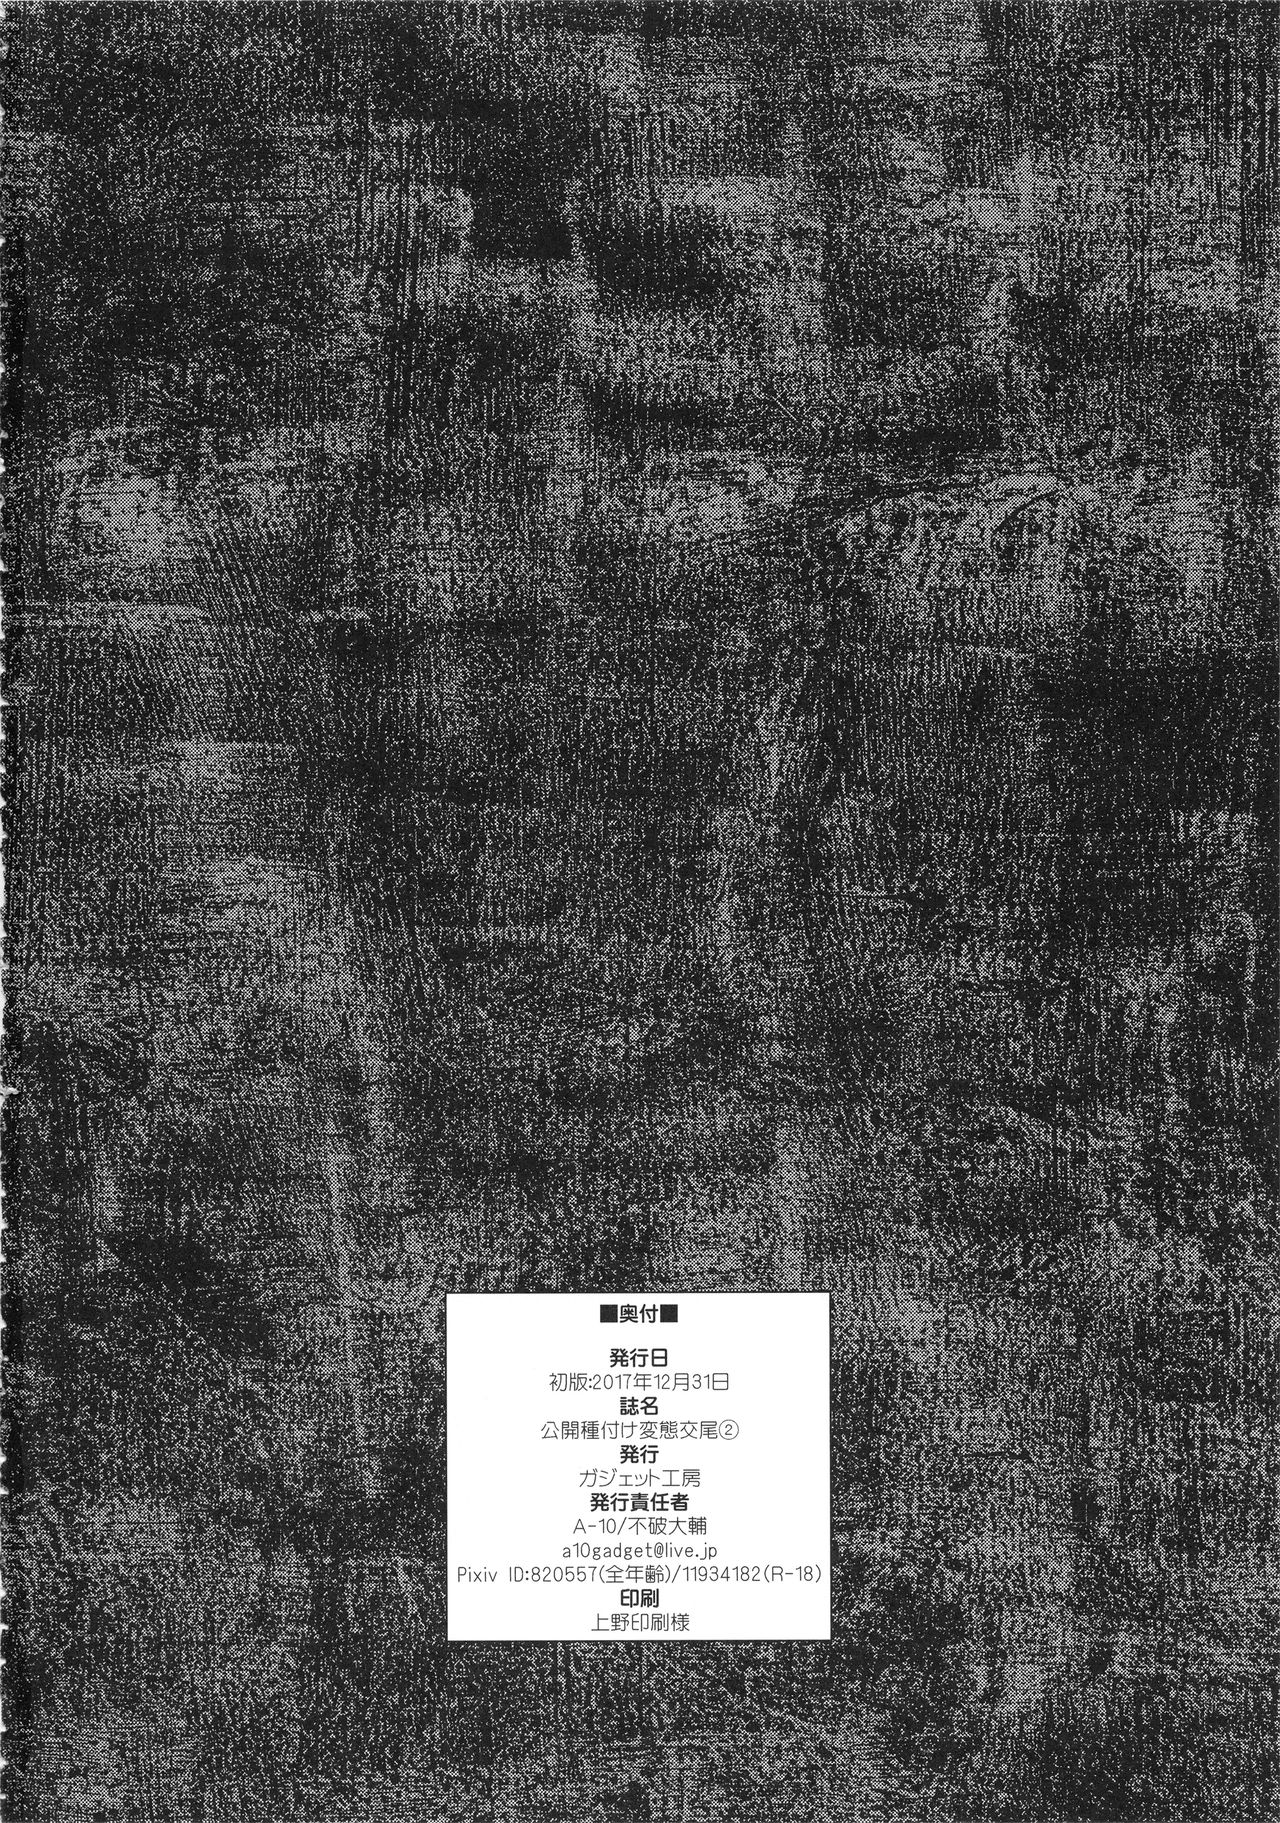 ■奥付■
発行日
初版:2017年12月31日
誌名
公開種付け変態交尾②
発行
ガジェット工房
発行責任者
A-10/不破大輔
a10gadget@live.jp
Pixiv ID:820557(全年齢)/11934182(R-18)
印刷
上野印刷様